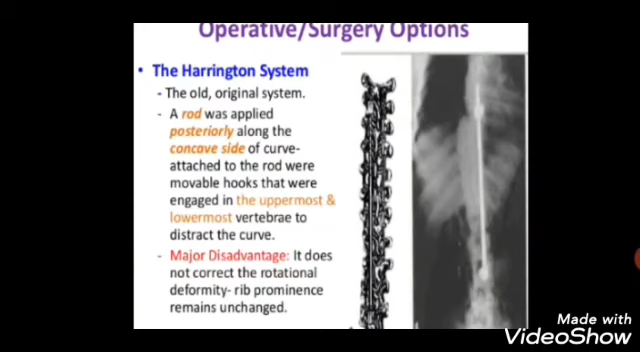 Operative/Surgery Options
• The Harrington System
- The old, original system.
- A rod was applied
posteriorly along the
concave side of curve-
attached to the rod were
movable hooks that were
engaged in the uppermost &
lowermost vertebrae to
distract the curve.
- Major Disadvantage: It does
not correct the rotational
deformity- rib prominence
remains unchanged.
Made with
VideoShow